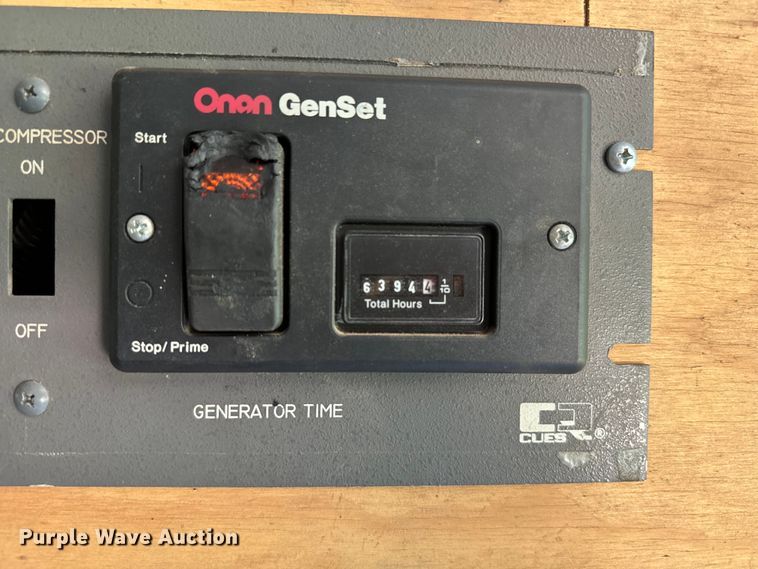 Onan GenSet
Start
COMPRESSOR
ON
6 3 9 4 4 1/10
Total Hours
OFF
Stop/Prime
GENERATOR TIME
CUES ®
Purple Wave Auction